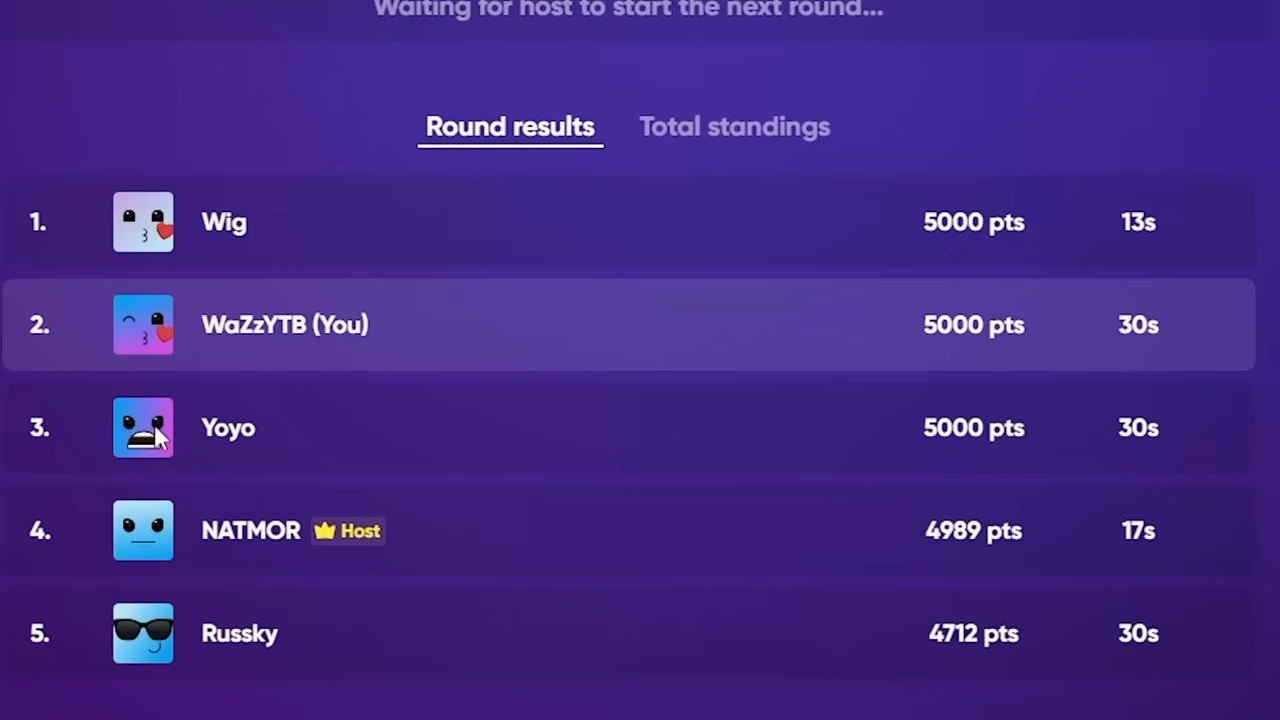 Waiting for host to start the next round...
Round results Total standings
1. Wig 5000 pts 13s
2. WaZzYTB (You) 5000 pts 30s
3. Yoyo 5000 pts 30s
4. NATMOR Host 4989 pts 17s
5. Russky 4712 pts 30s